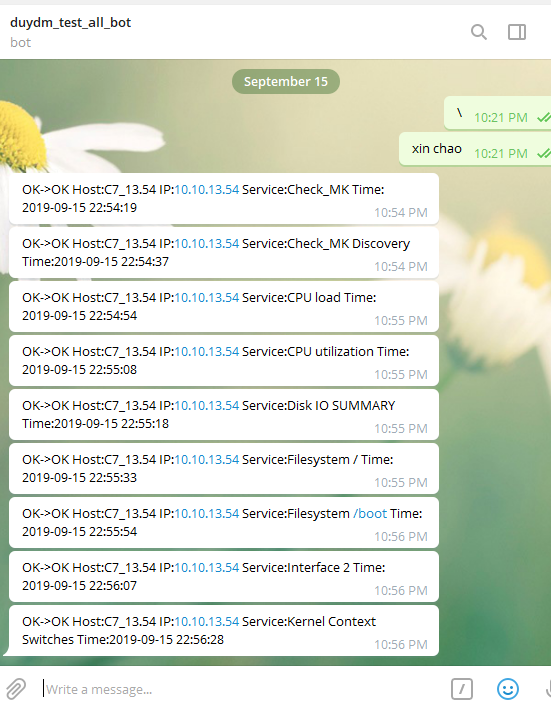 duydm_test_all_bot
bot
September 15
\ 10:21 PM
xin chao 10:21 PM
OK->OK Host:C7_13.54 IP:10.10.13.54 Service:Check_MK Time:
2019-09-15 22:54:19
10:54 PM
OK->OK Host:C7_13.54 IP:10.10.13.54 Service:Check_MK Discovery
Time:2019-09-15 22:54:37
10:54 PM
OK->OK Host:C7_13.54 IP:10.10.13.54 Service:CPU load Time:
2019-09-15 22:54:54
10:55 PM
OK->OK Host:C7_13.54 IP:10.10.13.54 Service:CPU utilization Time:
2019-09-15 22:55:08
10:55 PM
OK->OK Host:C7_13.54 IP:10.10.13.54 Service:Disk IO SUMMARY
Time:2019-09-15 22:55:18
10:55 PM
OK->OK Host:C7_13.54 IP:10.10.13.54 Service:Filesystem / Time:
2019-09-15 22:55:33
10:55 PM
OK->OK Host:C7_13.54 IP:10.10.13.54 Service:Filesystem /boot Time:
2019-09-15 22:55:54
10:56 PM
OK->OK Host:C7_13.54 IP:10.10.13.54 Service:Interface 2 Time:
2019-09-15 22:56:07
10:56 PM
OK->OK Host:C7_13.54 IP:10.10.13.54 Service:Kernel Context
Switches Time:2019-09-15 22:56:28
10:56 PM
Write a message...